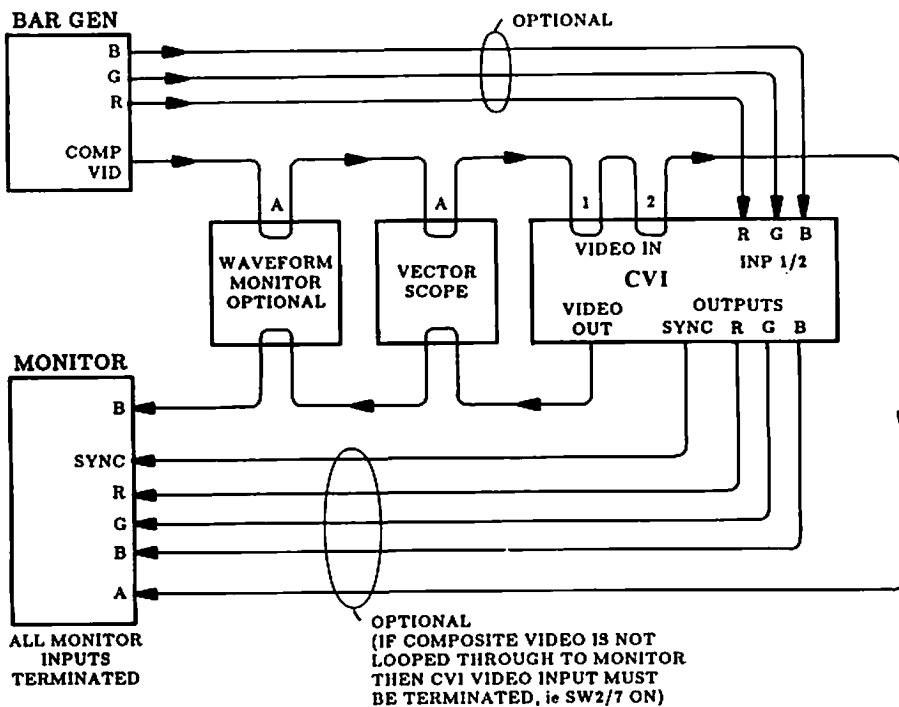 OPTIONAL
BAR GEN
B
G
R
COMP
VID
A
A
1
2
WAVEFORM
MONITOR
OPTIONAL
VECTOR
SCOPE
VIDEO IN
CVI
R G B
INP 1/2
VIDEO
OUT
OUTPUTS
SYNC R G B
MONITOR
B
SYNC
R
G
B
A
ALL MONITOR
INPUTS
TERMINATED
OPTIONAL
(IF COMPOSITE VIDEO IS NOT
LOOPED THROUGH TO MONITOR
THEN CVI VIDEO INPUT MUST
BE TERMINATED, ie SW2/7 ON)